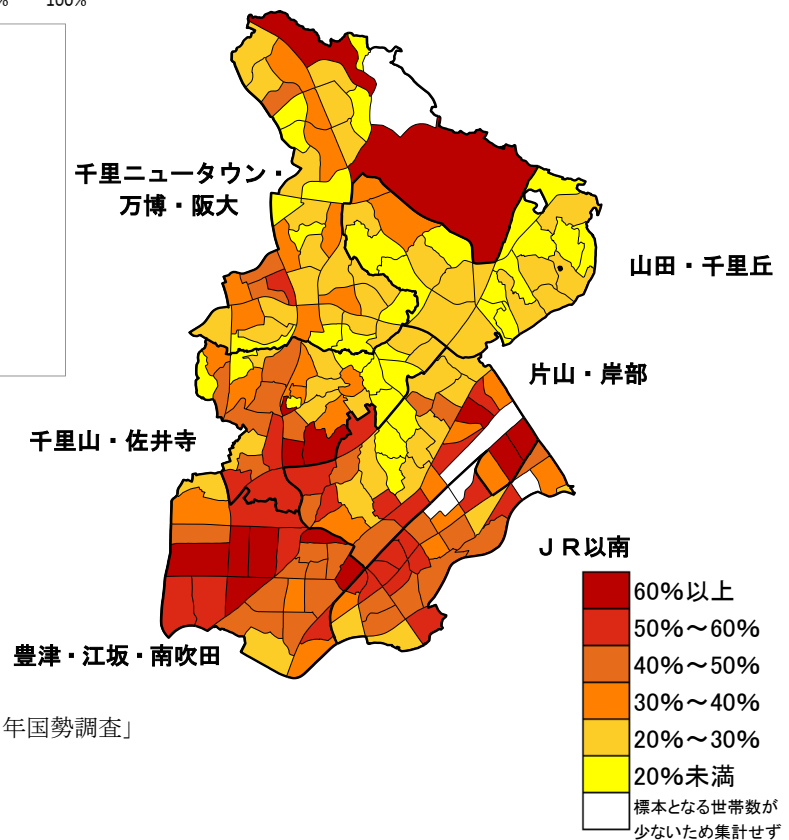 100%
千里ニュータウン・
万博・阪大
山田・千里丘
片山・岸部
千里山・佐井寺
JR以南
豊津・江坂・南吹田
60%以上
50%～60%
40%～50%
30%～40%
20%～30%
20%未満
標本となる世帯数が
少ないため集計せず
年国勢調査」